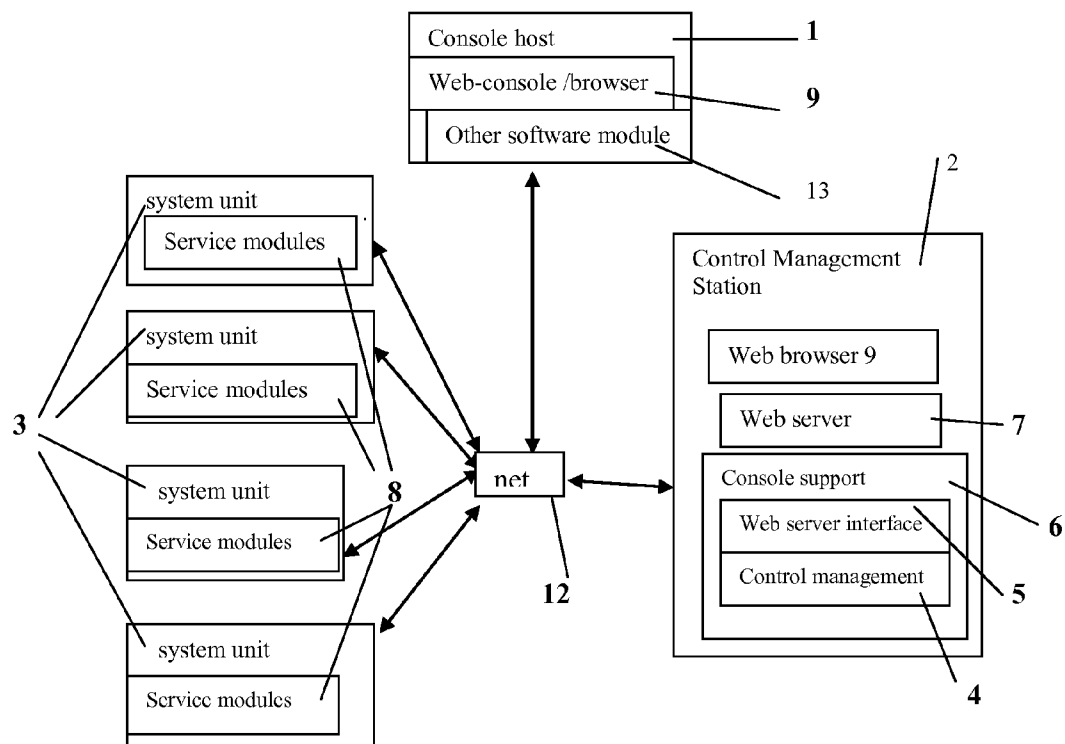 Console host
1
Web-console /browser
9
Other software module
13
2
system unit
Service modules
system unit
Service modules
3
system unit
8
Service modules
system unit
Service modules
net
12
Control Management
Station
Web browser 9
Web server
7
Console support
6
Web server interface
5
Control management
4